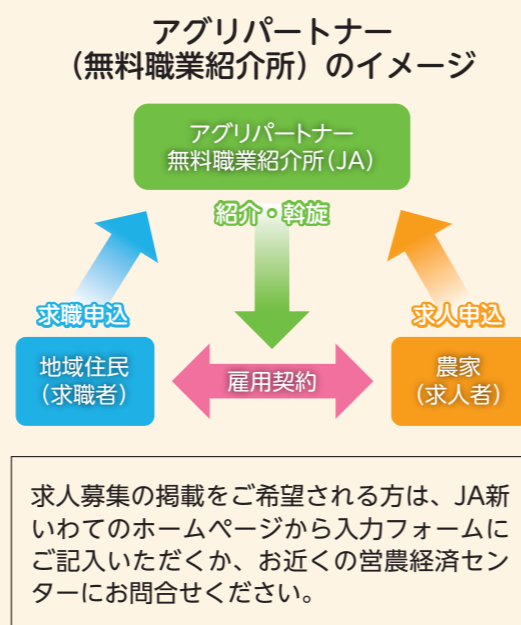 アグリパートナー
（無料職業紹介所）のイメージ
アグリパートナー
無料職業紹介所（JA）
紹介・斡旋
求職申込
求人申込
地域住民
（求職者）
雇用契約
農家
（求人者）
求人募集の掲載をご希望される方は、JA新
いわてのホームページから入力フォームに
ご記入いただくか、お近くの営農経済セン
ターにお問合せください。